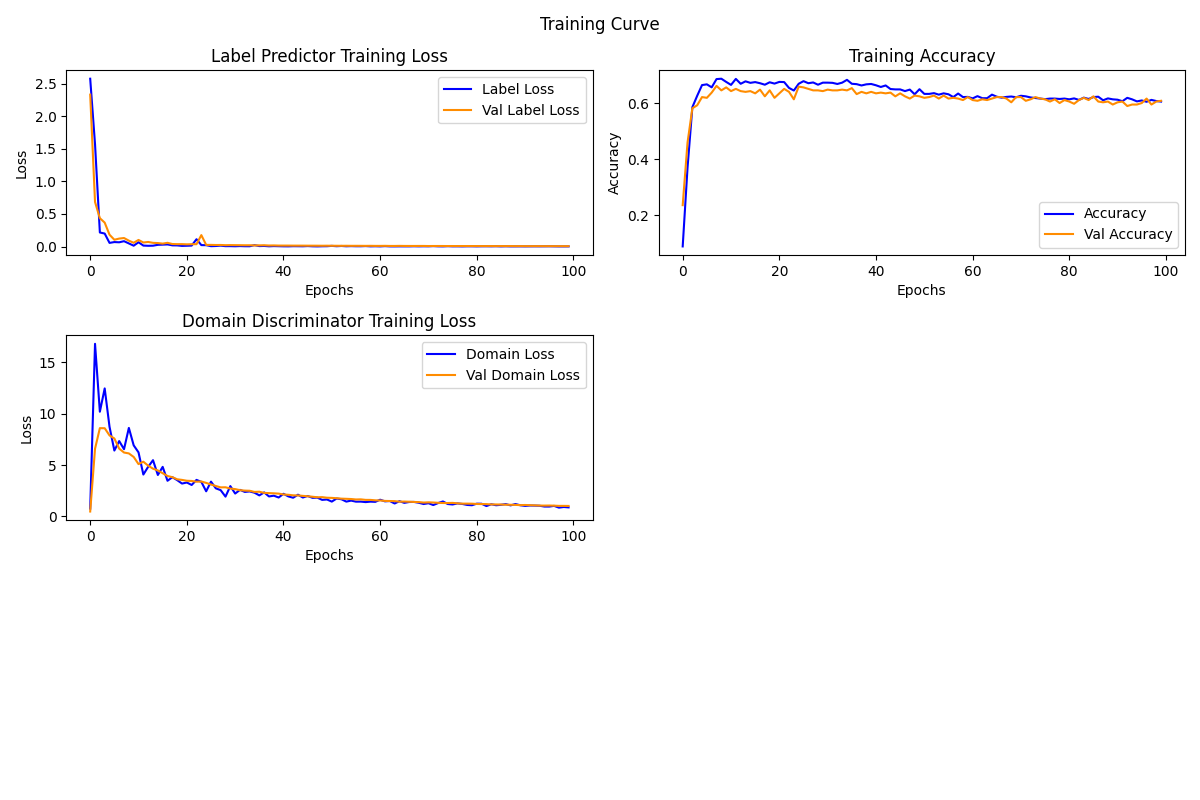 Training Curve
Label Predictor Training Loss
Loss
2.5
2.0
1.5
1.0
0.5
0.0
Label Loss
Val Label Loss
0 20 40 60 80 100
Epochs
Training Accuracy
Accuracy
0.6
0.4
0.2
Accuracy
Val Accuracy
0 20 40 60 80 100
Epochs
Domain Discriminator Training Loss
Loss
15
10
5
0
Domain Loss
Val Domain Loss
0 20 40 60 80 100
Epochs